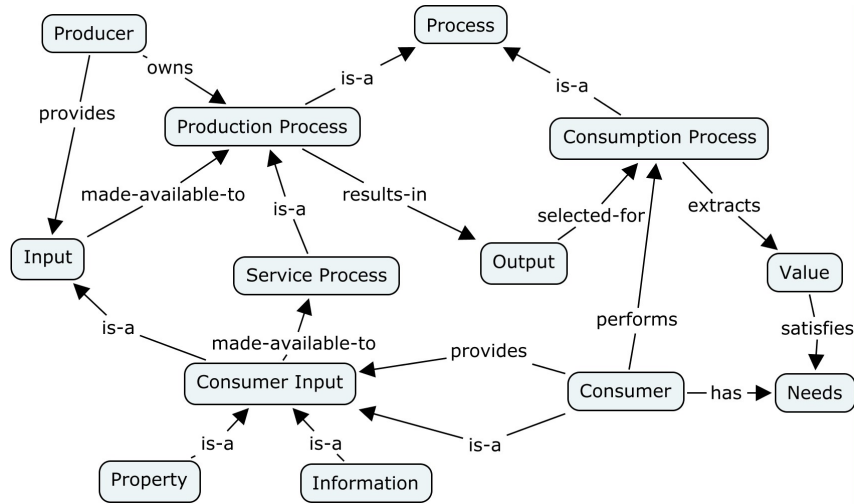 Process
Producer
owns
is-a
is-a
provides
Production Process
Consumption Process
made-available-to
results-in
is-a
selected-for
extracts
Input
Service Process
Output
Value
is-a
made-available-to
performs
satisfies
provides
Consumer Input
Consumer
has
Needs
is-a
is-a
is-a
Property
Information